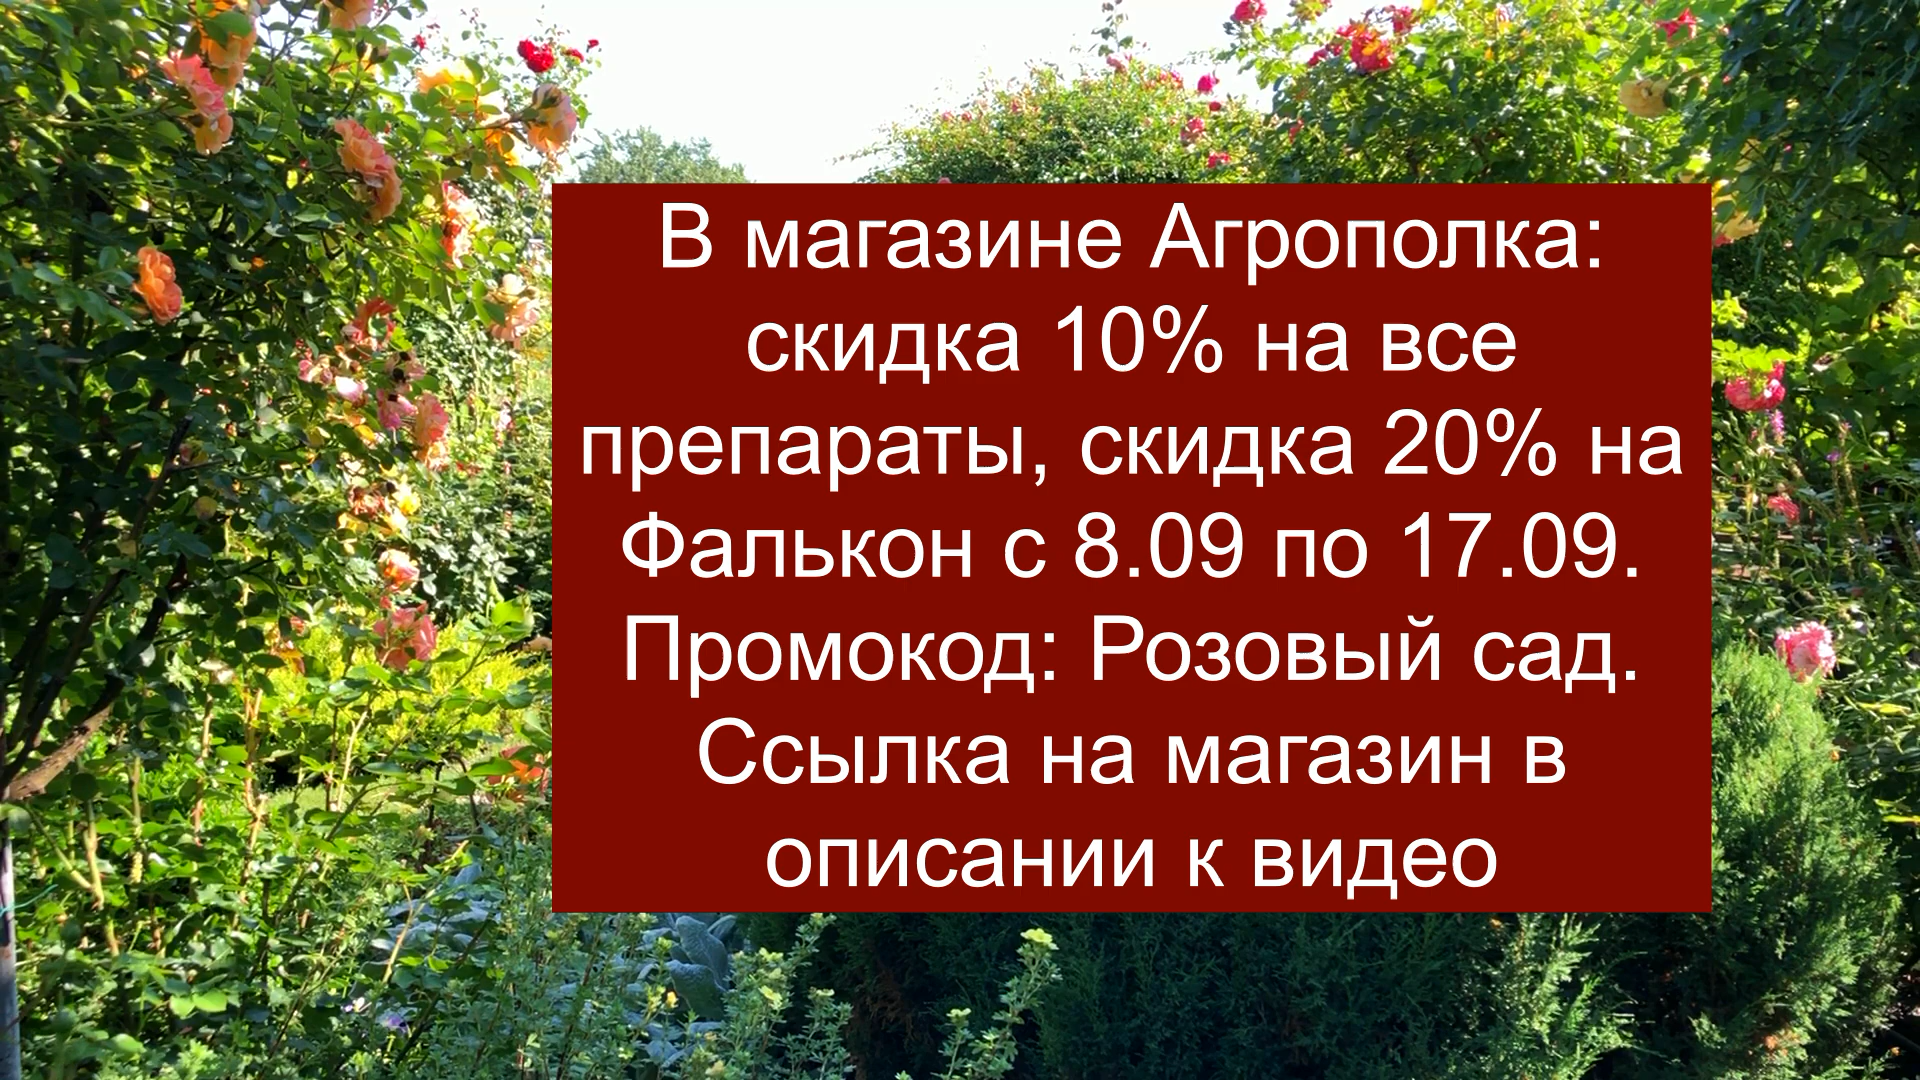 В магазине Агрополка:
скидка 10% на все
препараты, скидка 20% на
Фалькон с 8.09 по 17.09.
Промокод: Розовый сад.
Ссылка на магазин в
описании к видео